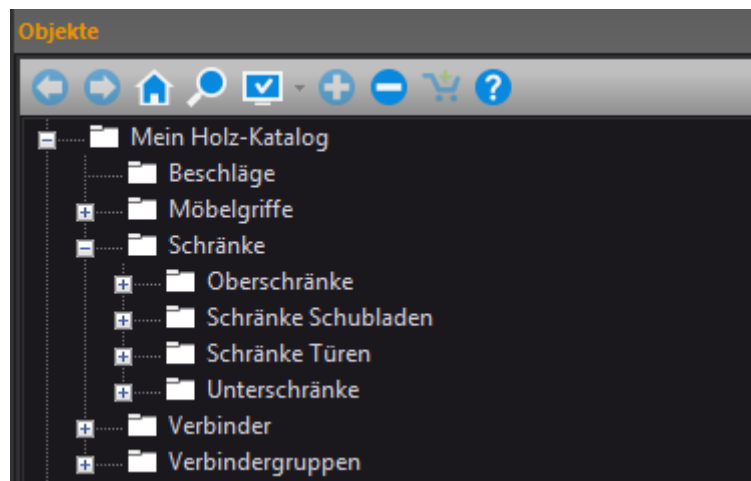 Objekte
Mein Holz-Katalog
Beschläge
Möbelgriffe
Schränke
Oberschränke
Schränke Schubladen
Schränke Türen
Unterschränke
Verbinder
Verbindergruppen